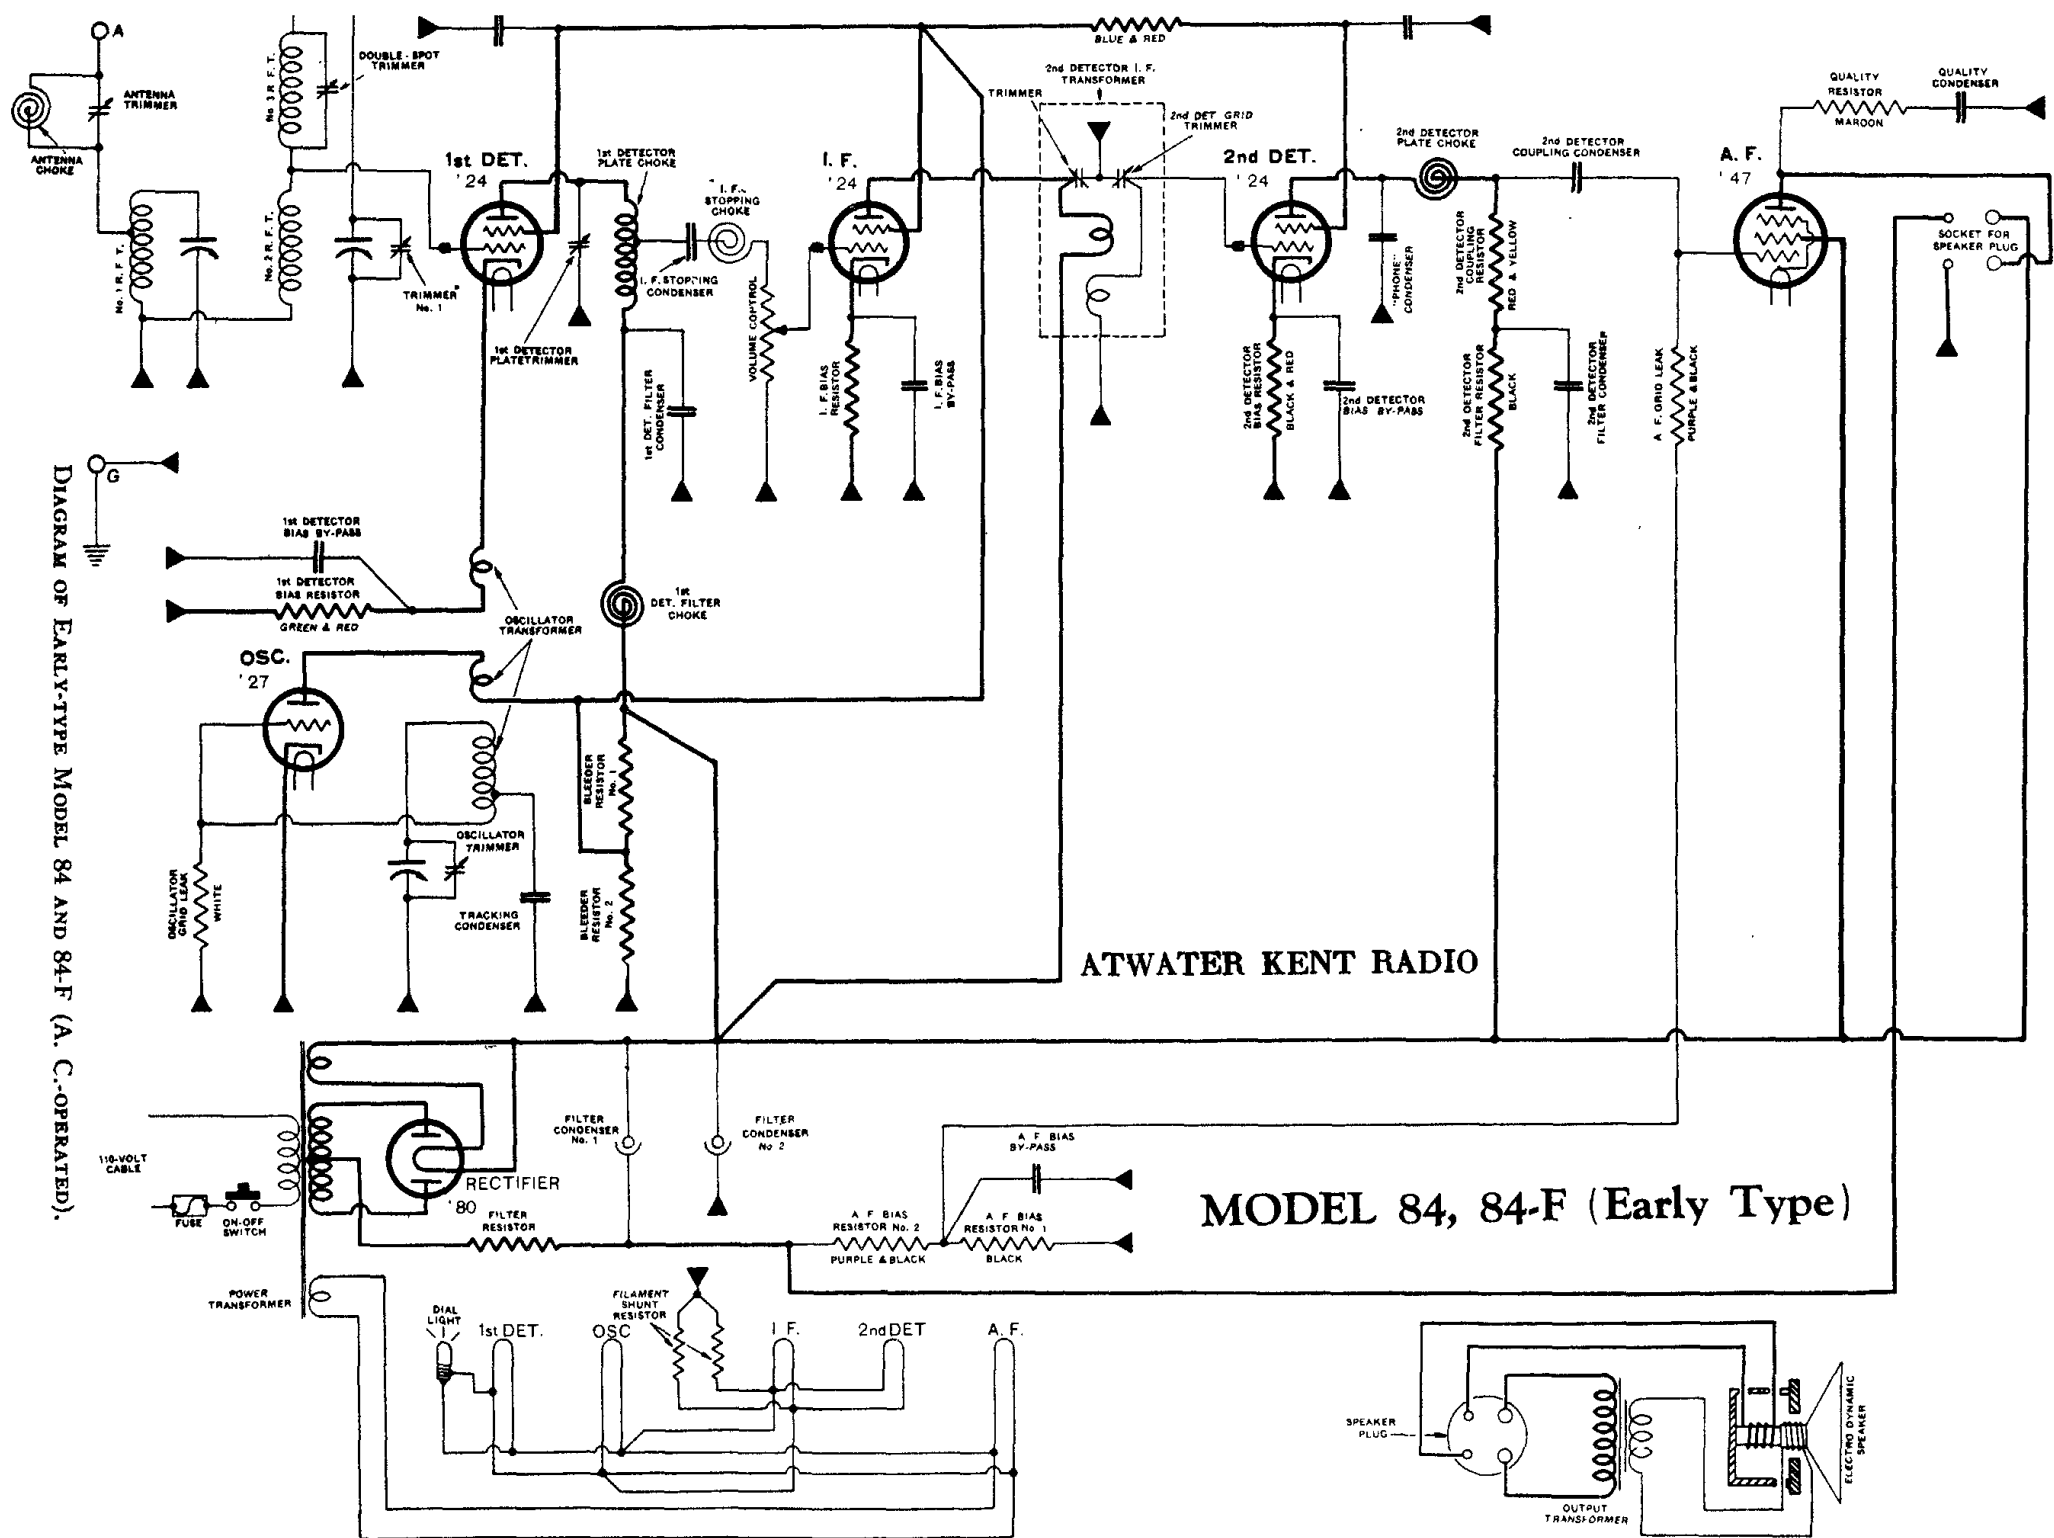 A
ANTENNA
TRIMMER
ANTENNA
CHOKE
No. 1 R. F. T.
No. 3 R. F. T.
DOUBLE-SPOT
TRIMMER
No. 2 R. F. T.
TRIMMER
No. 1
1st DET.
'24
1st DETECTOR
PLATE CHOKE
1st DETECTOR
PLATE TRIMMER
I. F.
STOPPING
CHOKE
I. F. STOPPING
CONDENSER
1st DET. FILTER
CONDENSER
VOLUME CONTROL
I. F.
'24
I. F. BIAS
RESISTOR
I. F. BIAS
BY-PASS
BLUE & RED
2nd DETECTOR I. F.
TRANSFORMER
TRIMMER
2nd DET GRID
TRIMMER
2nd DET.
'24
2nd DETECTOR
BIAS RESISTOR
BLACK & RED
2nd DETECTOR
BIAS BY-PASS
"PHONE"
CONDENSER
2nd DETECTOR
PLATE CHOKE
2nd DETECTOR
COUPLING
RESISTOR
RED & YELLOW
2nd DETECTOR
FILTER RESISTOR
BLACK
2nd DETECTOR
FILTER CONDENSER
2nd DETECTOR
COUPLING CONDENSER
A. F. GRID LEAK
PURPLE & BLACK
QUALITY
RESISTOR
MAROON
QUALITY
CONDENSER
A. F.
'47
SOCKET FOR
SPEAKER PLUG
G
1st DETECTOR
BIAS BY-PASS
1st DETECTOR
BIAS RESISTOR
GREEN & RED
OSCILLATOR
TRANSFORMER
1st
DET. FILTER
CHOKE
OSC.
'27
OSCILLATOR
GRID LEAK
WHITE
OSCILLATOR
TRIMMER
TRACKING
CONDENSER
BLEEDER
RESISTOR
No. 1
BLEEDER
RESISTOR
No. 2
DIAGRAM OF EARLY-TYPE MODEL 84 AND 84-F (A. C.-OPERATED).
ATWATER KENT RADIO
110-VOLT
CABLE
FUSE
ON-OFF
SWITCH
POWER
TRANSFORMER
RECTIFIER
'80
FILTER
RESISTOR
FILTER
CONDENSER
No. 1
FILTER
CONDENSER
No 2
A F BIAS
BY-PASS
A F BIAS
RESISTOR No. 2
PURPLE & BLACK
A F BIAS
RESISTOR No 1
BLACK
MODEL 84, 84-F (Early Type)
DIAL
LIGHT
1st DET.
OSC
FILAMENT
SHUNT
RESISTOR
I F.
2nd DET
A. F.
SPEAKER
PLUG
OUTPUT
TRANSFORMER
ELECTRO DYNAMIC
SPEAKER